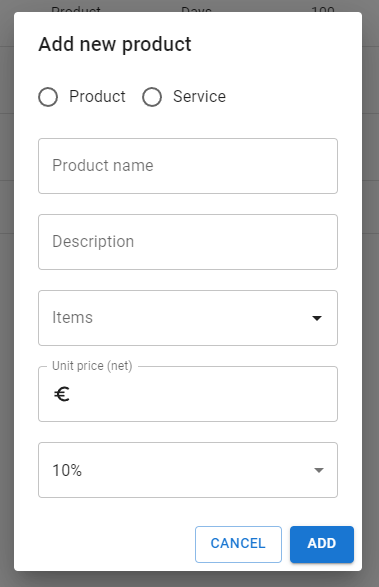 Product Days 100
Add new product
Product Service
Product name
Description
Items
Unit price (net)
€
10%
CANCEL ADD